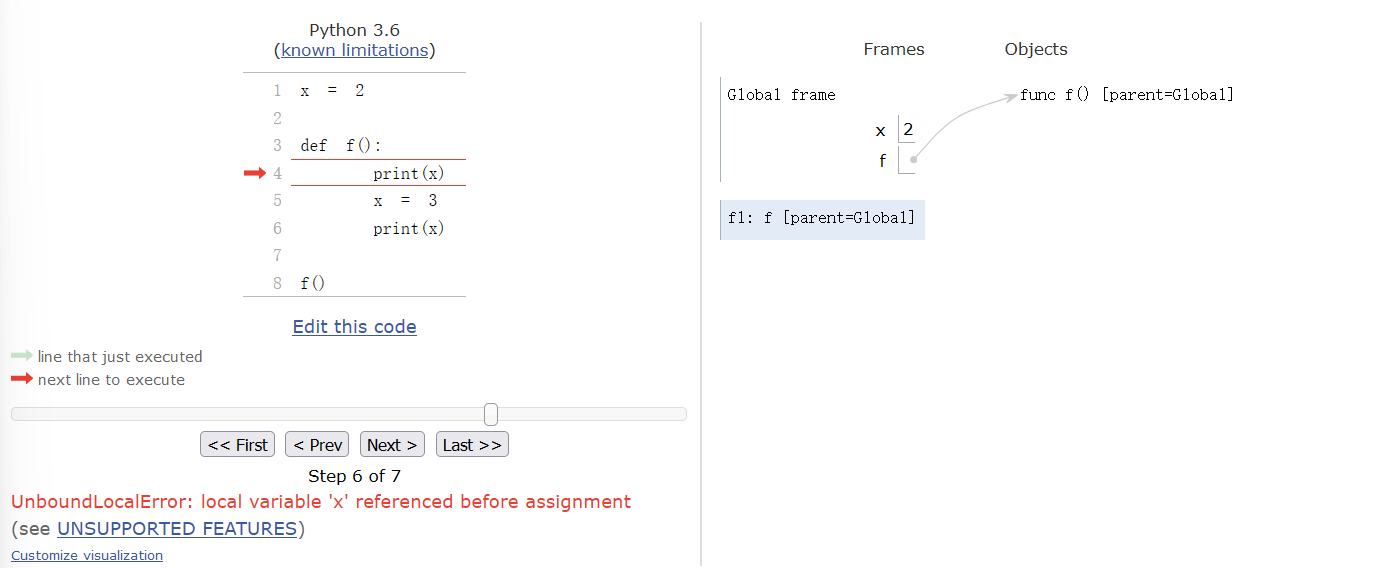 Python 3.6
(known limitations)
1 x = 2
2
3 def f():
4 print(x)
5 x = 3
6 print(x)
7
8 f()
Edit this code
line that just executed
next line to execute
<< First < Prev Next > Last >>
Step 6 of 7
UnboundLocalError: local variable 'x' referenced before assignment
(see UNSUPPORTED FEATURES)
Customize visualization
Frames Objects
Global frame
x 2
f
func f() [parent=Global]
f1: f [parent=Global]